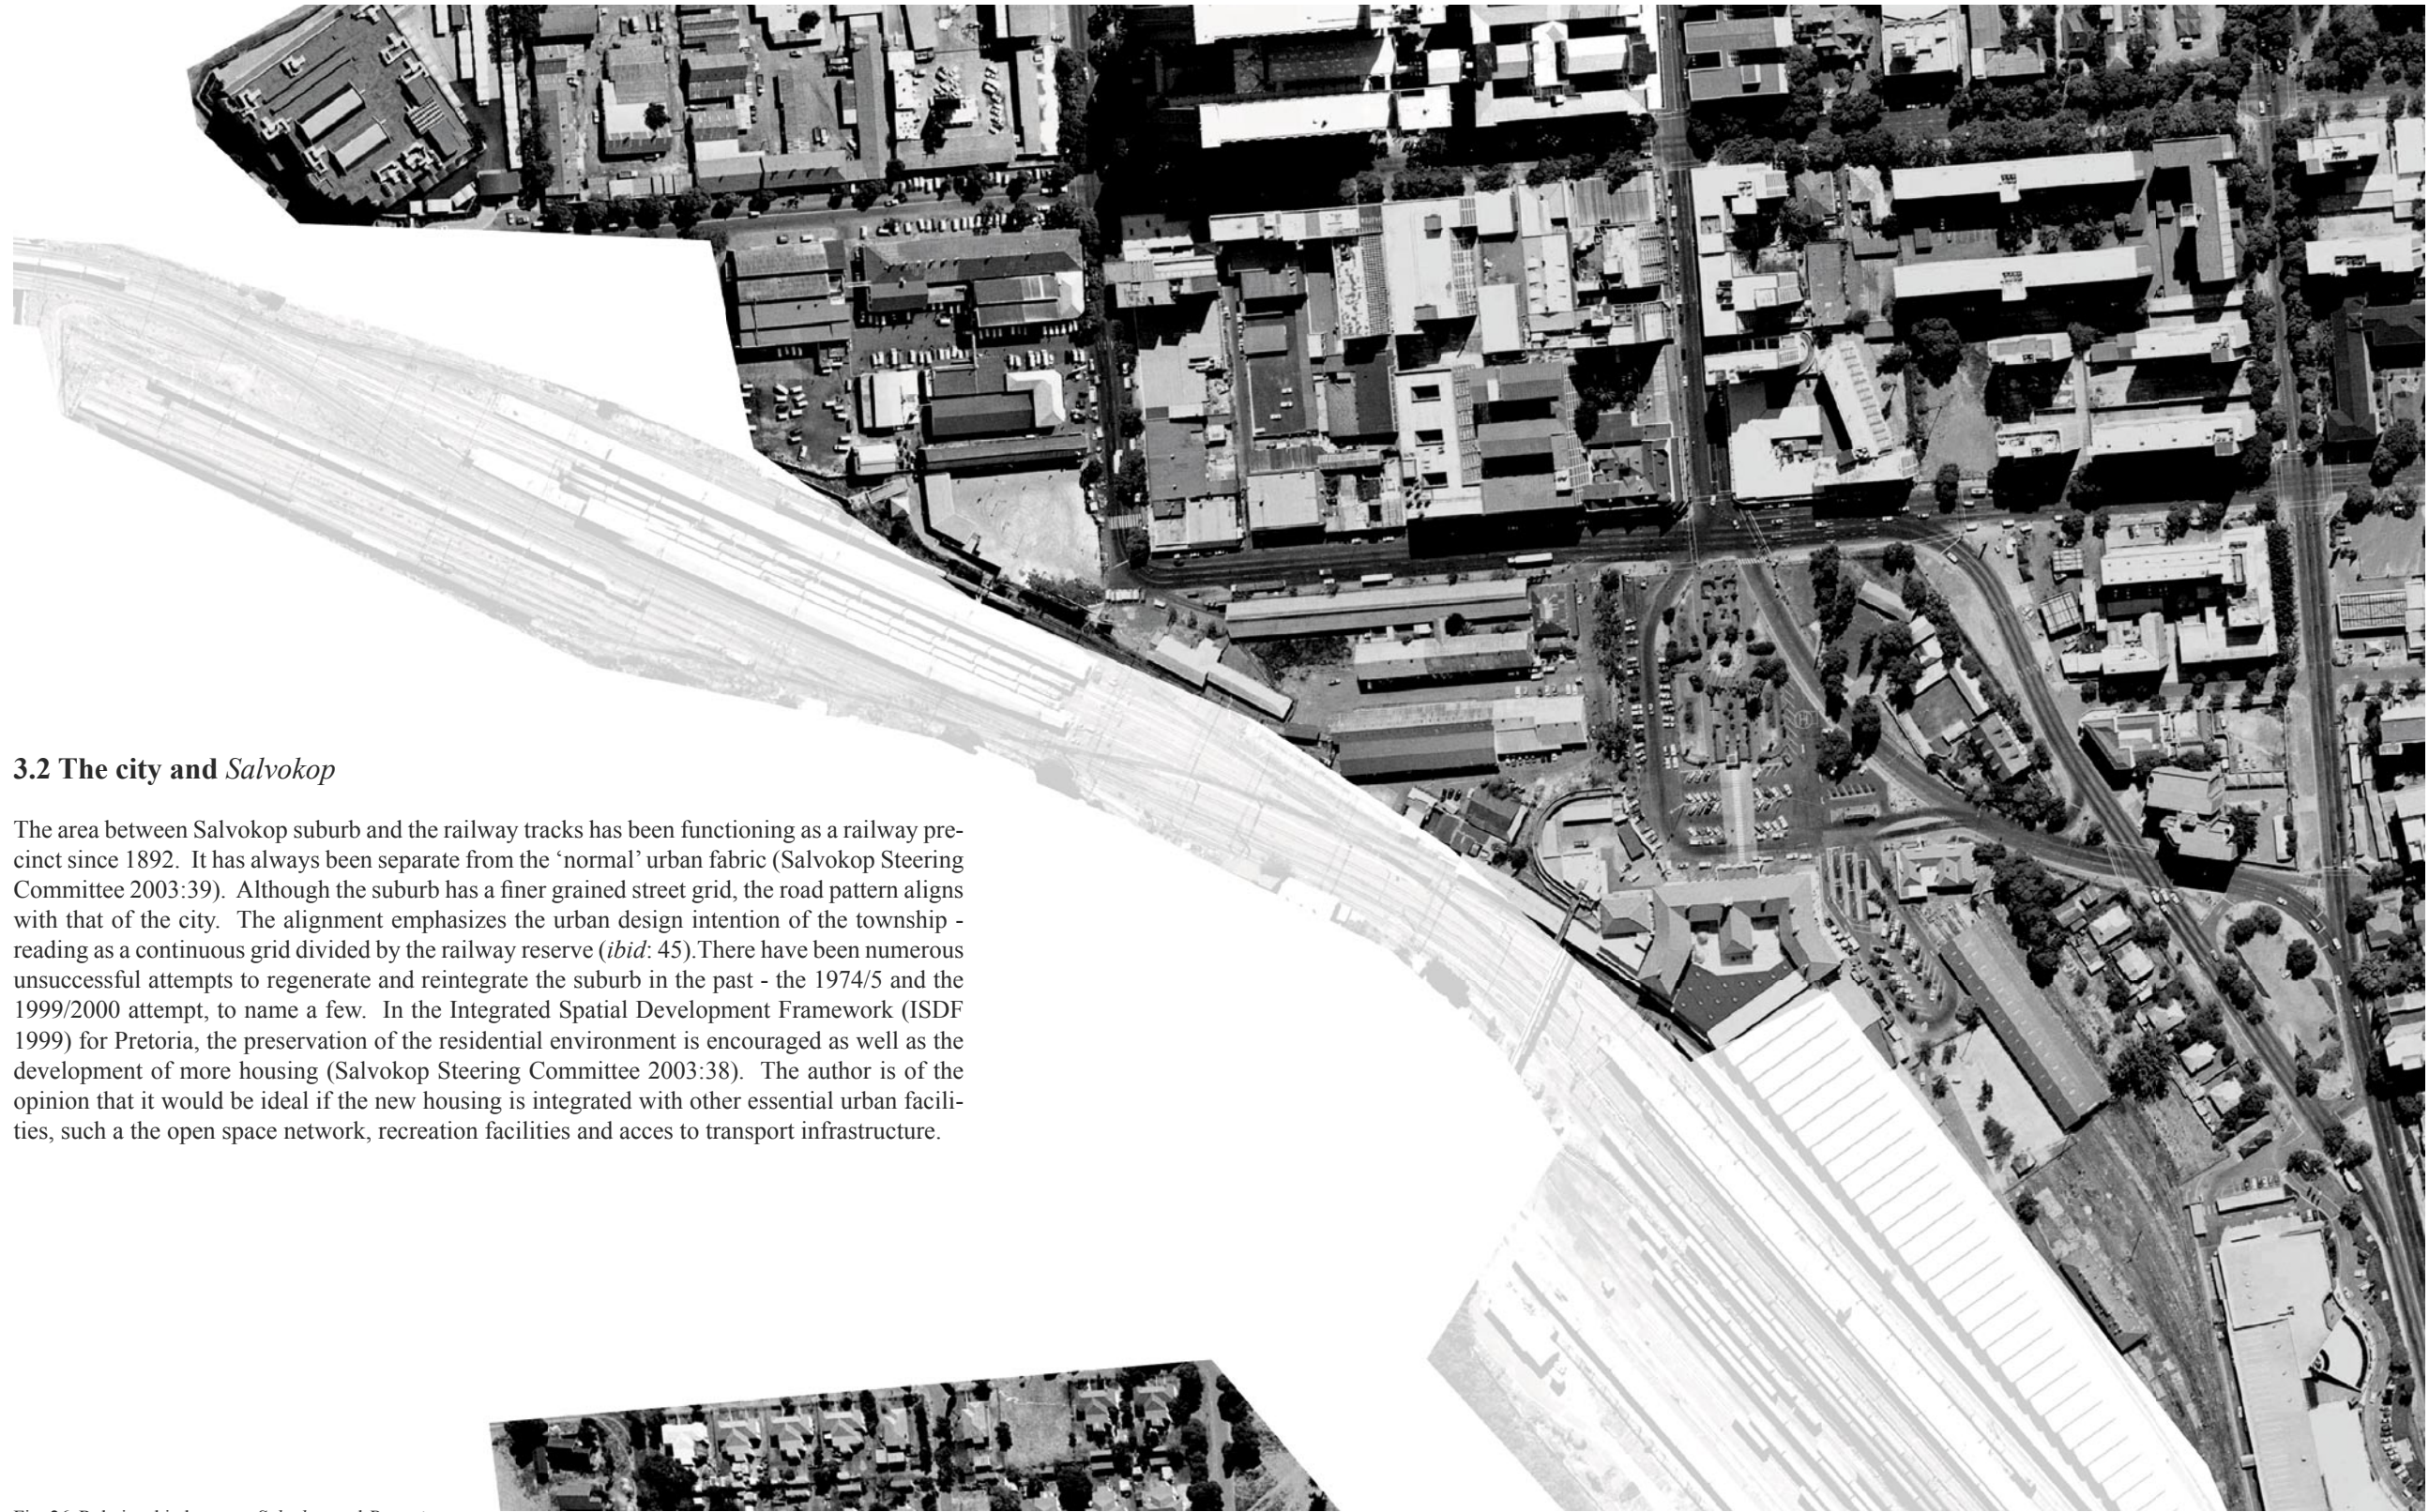 3.2 The city and Salvokop
The area between Salvokop suburb and the railway tracks has been functioning as a railway pre-
cinct since 1892. It has always been separate from the ‘normal’ urban fabric (Salvokop Steering
Committee 2003:39). Although the suburb has a finer grained street grid, the road pattern aligns
with that of the city. The alignment emphasizes the urban design intention of the township -
reading as a continuous grid divided by the railway reserve (ibid: 45).There have been numerous
unsuccessful attempts to regenerate and reintegrate the suburb in the past - the 1974/5 and the
1999/2000 attempt, to name a few. In the Integrated Spatial Development Framework (ISDF
1999) for Pretoria, the preservation of the residential environment is encouraged as well as the
development of more housing (Salvokop Steering Committee 2003:38). The author is of the
opinion that it would be ideal if the new housing is integrated with other essential urban facili-
ties, such a the open space network, recreation facilities and acces to transport infrastructure.